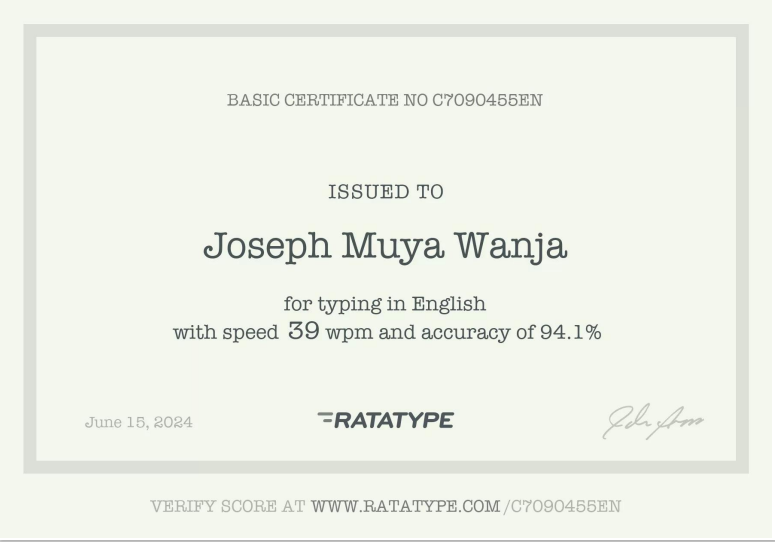 BASIC CERTIFICATE NO C7090455EN
ISSUED TO
Joseph Muya Wanja
for typing in English
with speed 39 wpm and accuracy of 94.1%
June 15, 2024
RATATYPE
VERIFY SCORE AT WWW.RATATYPE.COM/C7090455EN